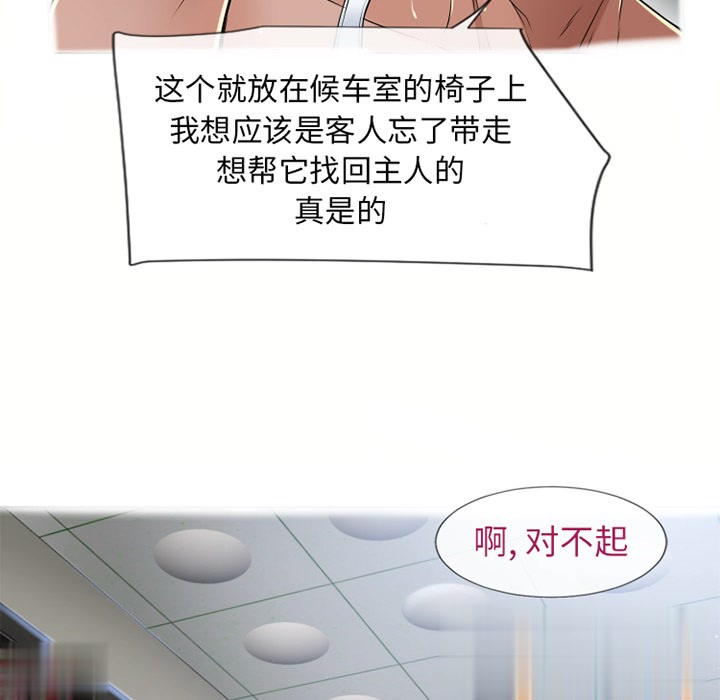 这个就放在候车室的椅子上
我想应该是客人忘了带走
想帮它找回主人的
真是的
啊, 对不起